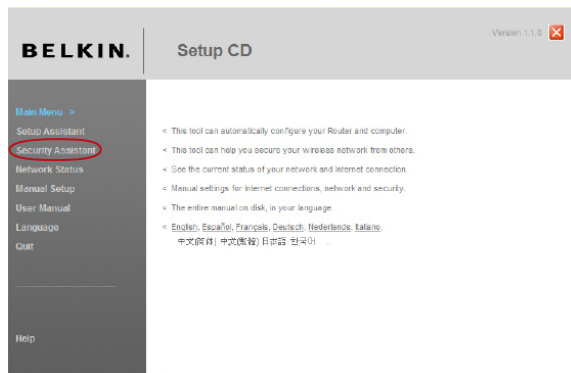 BELKIN.
Setup CD
Version 1.1.0
Main Menu >
Setup Assistant
< This tool can automatically configure your Router and computer.
Security Assistant
< This tool can help you secure your wireless network from others.
Network Status
< See the current status of your network and internet connection.
Manual Setup
< Manual settings for Internet connections, network and security.
User Manual
< The entire manual on disk, in your language.
Language
< English, Español, Français, Deutsch, Nederlands, Italiano,
Quit
中文(简体) 中文(繁體) 日本語 한국어
Help